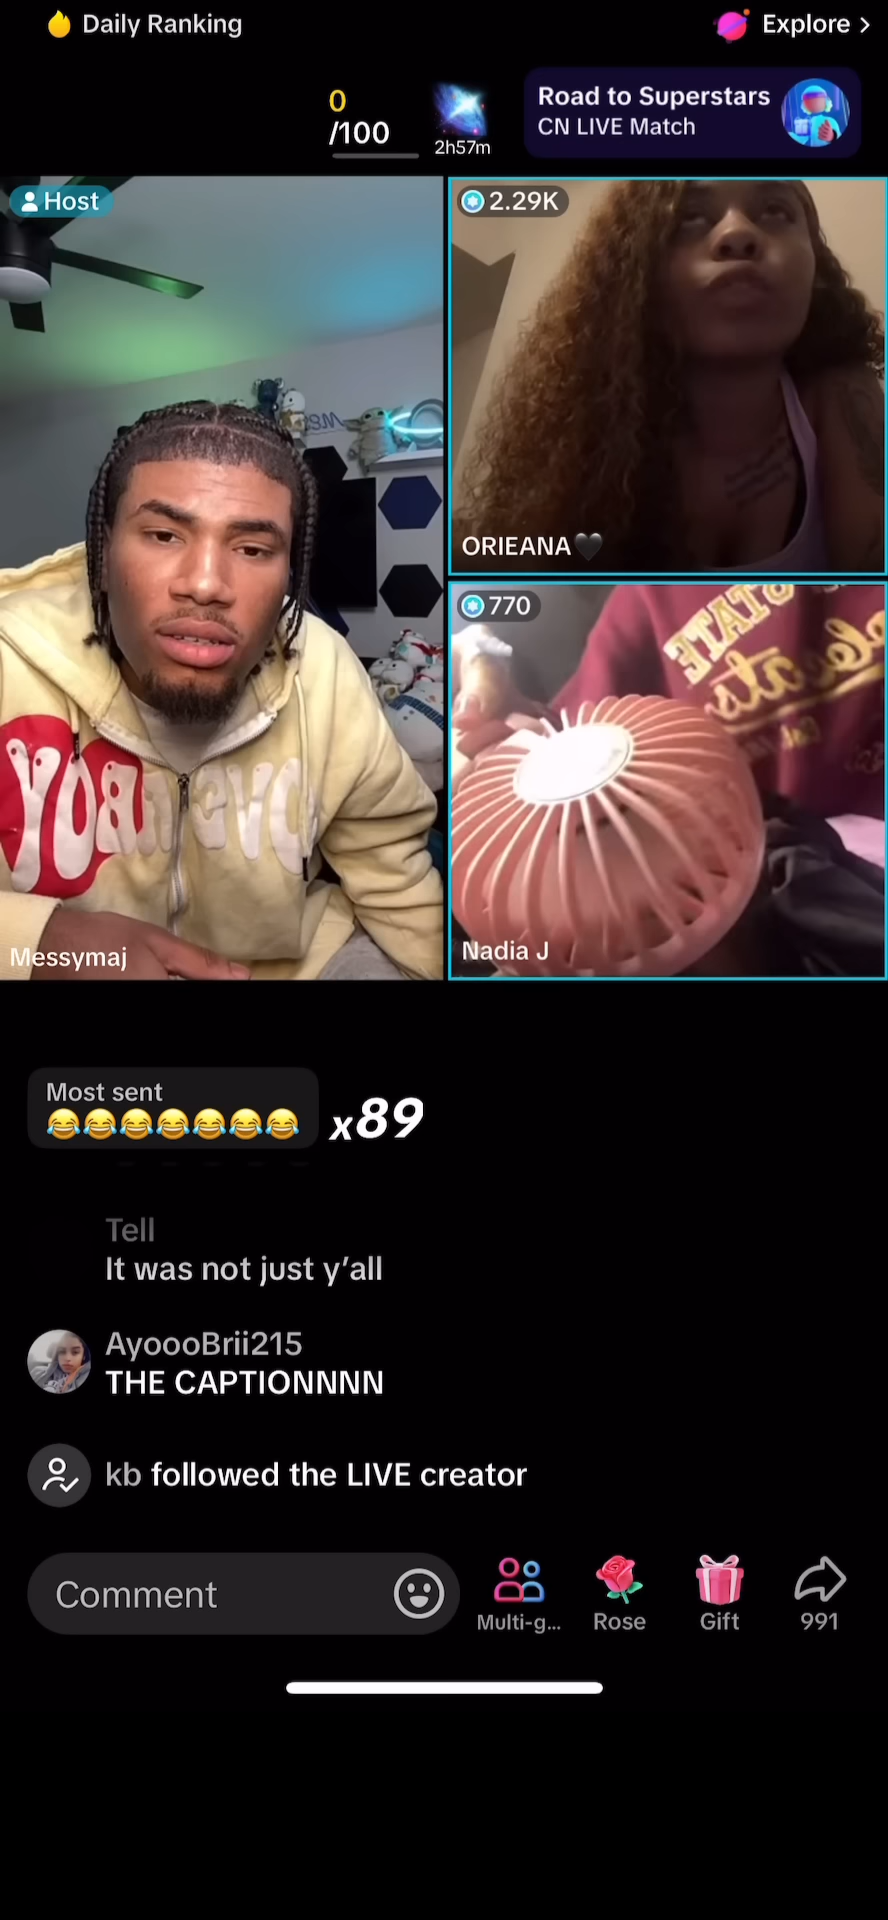 Daily Ranking
Explore >
0
/100
2h57m
Road to Superstars
CN LIVE Match
Host
2.29K
ORIEANA🖤
770
STATE
Nadia J
Messymaj
Most sent
😂😂😂😂😂😂😂 x89
Tell
It was not just y’all
AyoooBrii215
THE CAPTIONNNN
kb followed the LIVE creator
Comment
Multi-g...
Rose
Gift
991